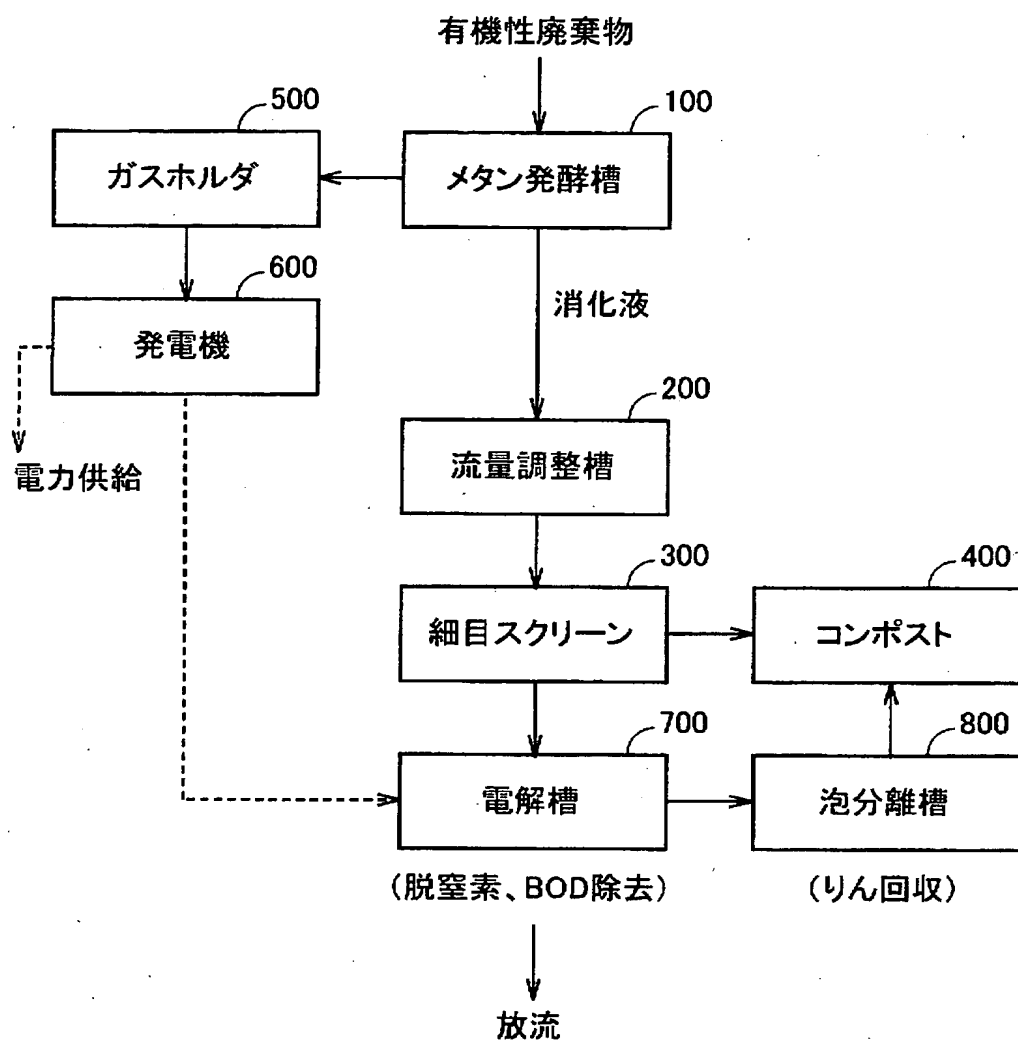 有機性廃棄物
500
100
ガスホルダ
メタン発酵槽
600
発電機
消化液
200
電力供給
流量調整槽
300
400
細目スクリーン
コンポスト
700
800
電解槽
泡分離槽
(脱窒素、BOD除去)
(りん回収)
放流